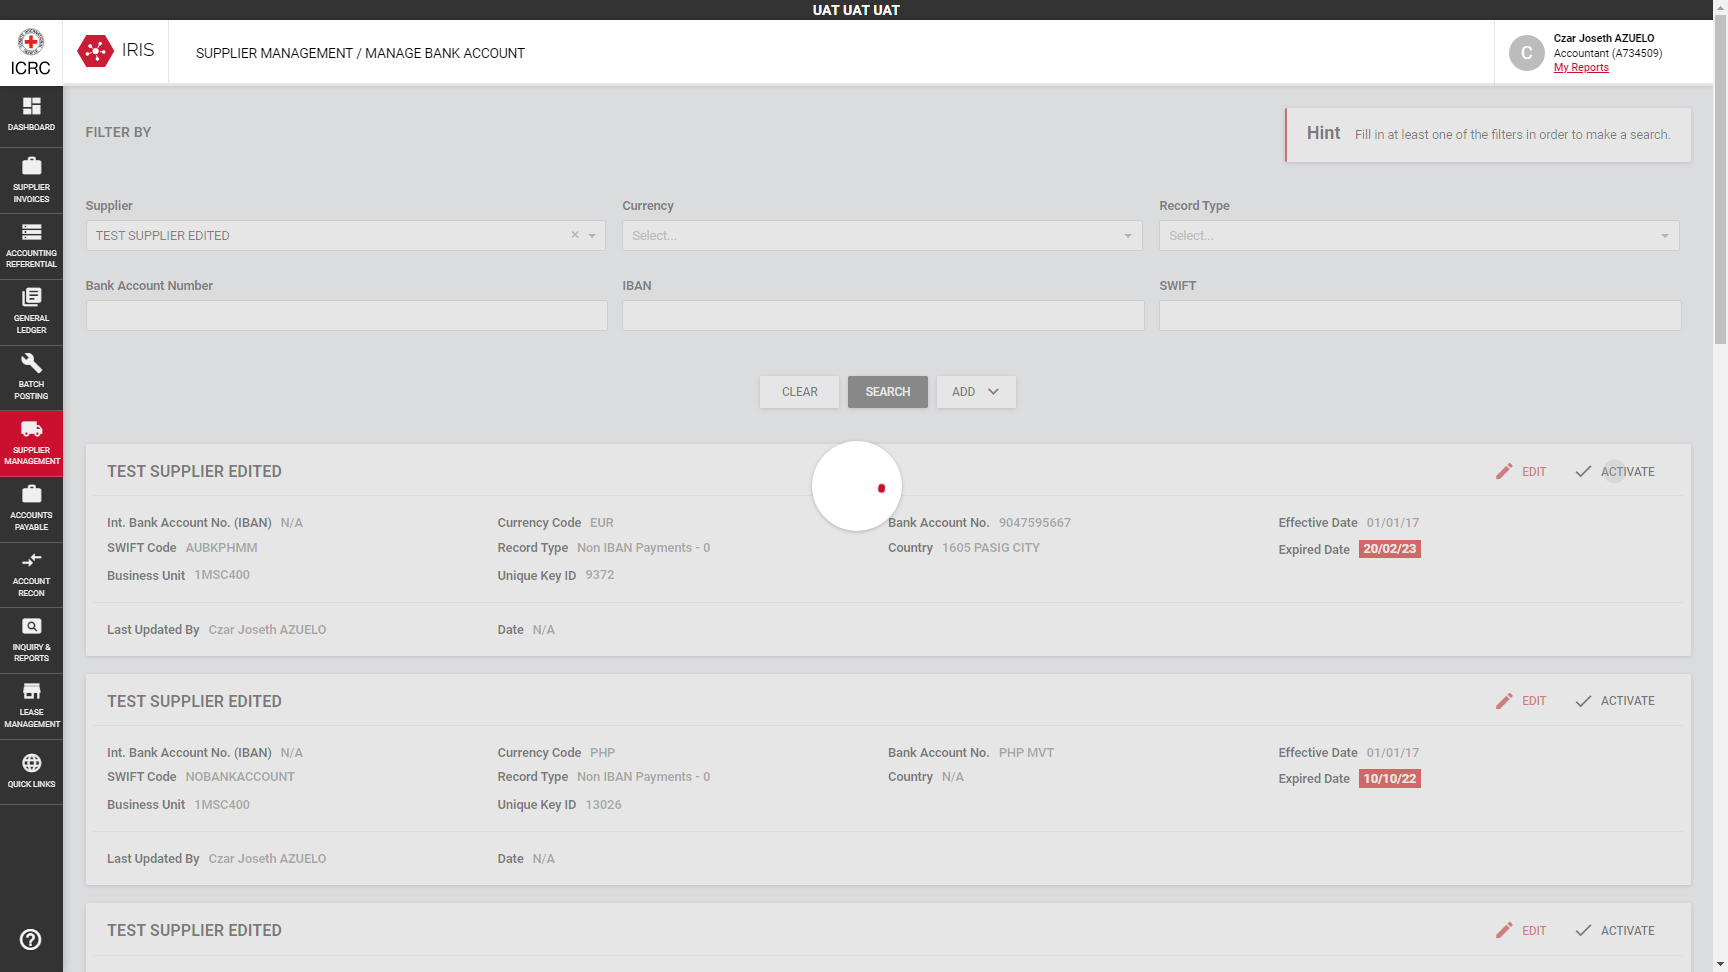 UAT UAT UAT
ICRC
IRIS
SUPPLIER MANAGEMENT / MANAGE BANK ACCOUNT
C
Czar Joseth AZUELO
Accountant (A734509)
My Reports
DASHBOARD
SUPPLIER
INVOICES
ACCOUNTING
REFERENTIAL
GENERAL
LEDGER
BATCH
POSTING
SUPPLIER
MANAGEMENT
ACCOUNTS
PAYABLE
ACCOUNT
RECON
INQUIRY &
REPORTS
LEASE
MANAGEMENT
QUICK LINKS
FILTER BY
Hint Fill in at least one of the filters in order to make a search.
Supplier Currency Record Type
TEST SUPPLIER EDITED Select... Select...
Bank Account Number IBAN SWIFT
CLEAR SEARCH ADD
TEST SUPPLIER EDITED EDIT ACTIVATE
Int. Bank Account No. (IBAN) N/A Currency Code EUR Bank Account No. 9047595667 Effective Date 01/01/17
SWIFT Code AUBKPHMM Record Type Non IBAN Payments - 0 Country 1605 PASIG CITY Expired Date 20/02/23
Business Unit 1MSC400 Unique Key ID 9372
Last Updated By Czar Joseth AZUELO Date N/A
TEST SUPPLIER EDITED EDIT ACTIVATE
Int. Bank Account No. (IBAN) N/A Currency Code PHP Bank Account No. PHP MVT Effective Date 01/01/17
SWIFT Code NOBANKACCOUNT Record Type Non IBAN Payments - 0 Country N/A Expired Date 10/10/22
Business Unit 1MSC400 Unique Key ID 13026
Last Updated By Czar Joseth AZUELO Date N/A
TEST SUPPLIER EDITED EDIT ACTIVATE